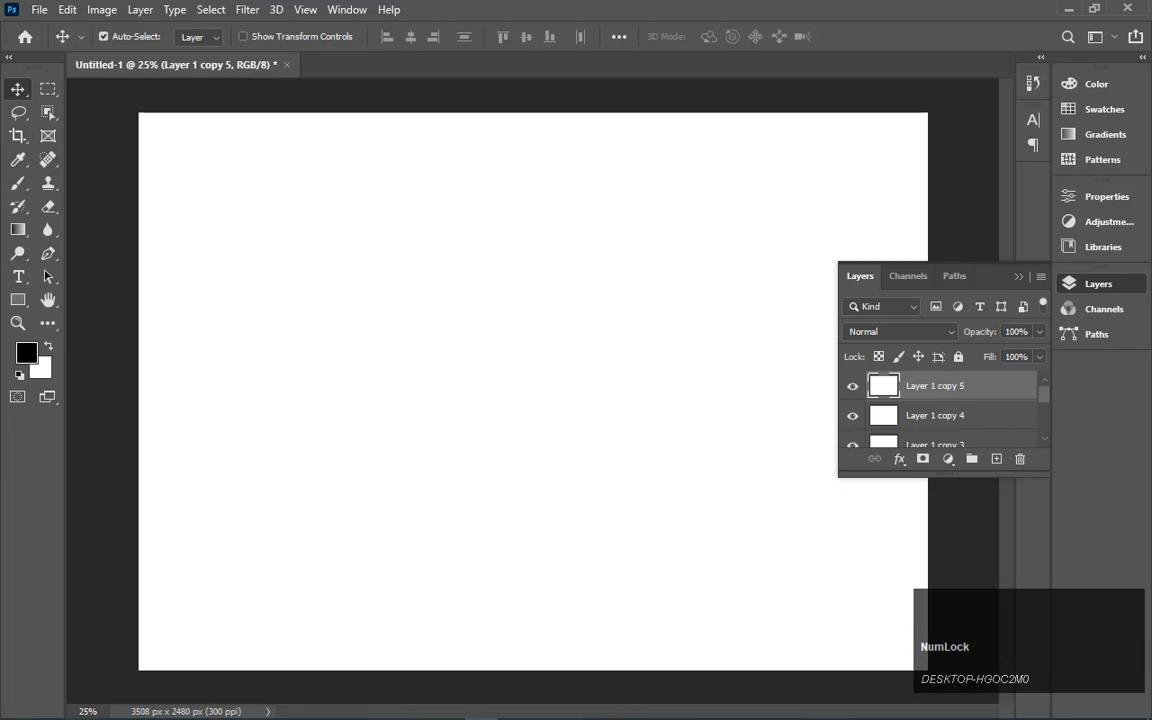 Ps File Edit Image Layer Type Select Filter 3D View Window Help
Auto-Select: Layer Show Transform Controls 3D Mode:
Untitled-1 @ 25% (Layer 1 copy 5, RGB/8) *
Color
Swatches
Gradients
Patterns
Properties
Adjustme...
Libraries
Layers
Channels
Paths
Layers Channels Paths
Kind
Normal Opacity: 100%
Lock: Fill: 100%
Layer 1 copy 5
Layer 1 copy 4
Layer 1 copy 3
fx
NumLock
DESKTOP-HGOC2M0
25% 3508 px x 2480 px (300 ppi)